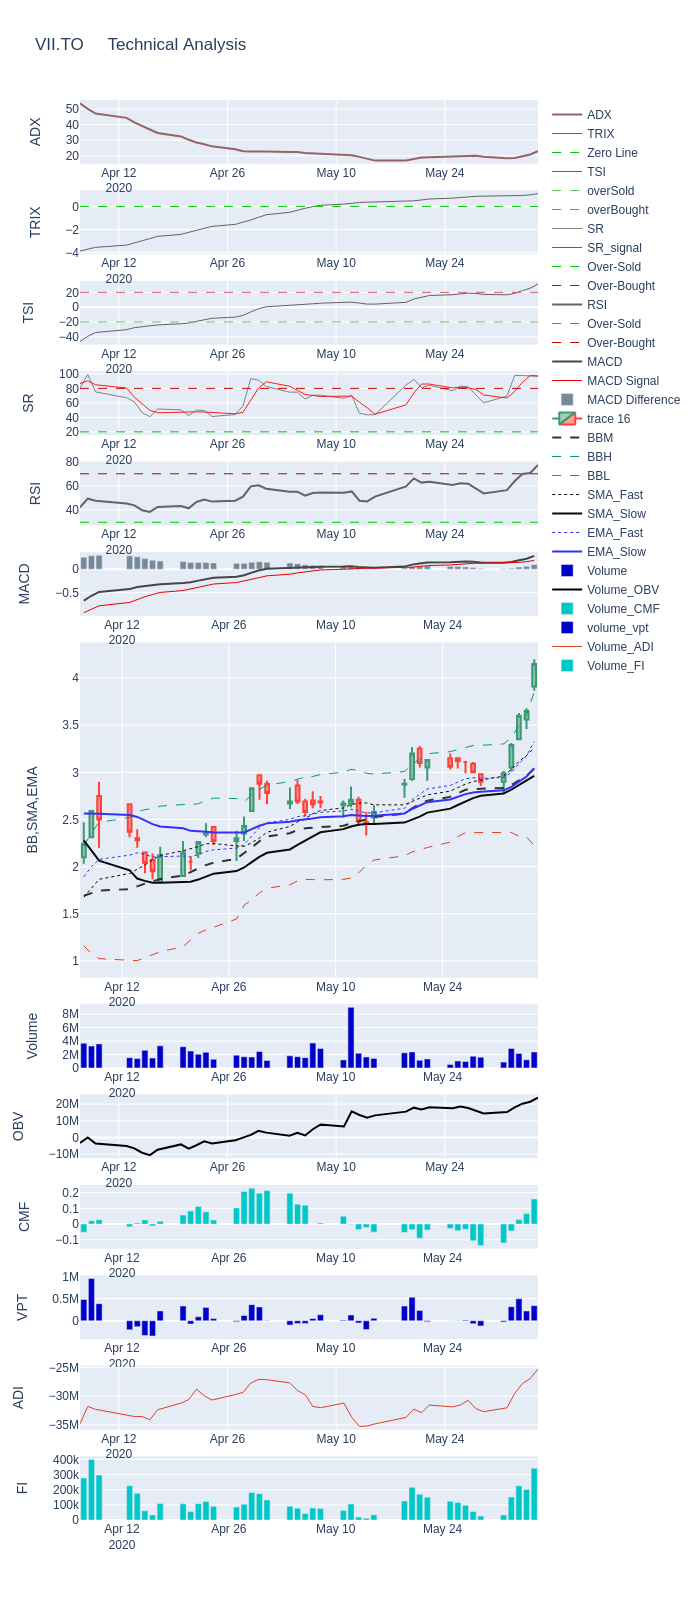 VII.TO Technical Analysis
ADX
50
40
30
20
Apr 12
2020
Apr 26
May 10
May 24
TRIX
0
−2
−4
Apr 12
2020
Apr 26
May 10
May 24
TSI
20
0
−20
−40
Apr 12
2020
Apr 26
May 10
May 24
SR
100
80
60
40
20
Apr 12
2020
Apr 26
May 10
May 24
RSI
80
60
40
Apr 12
2020
Apr 26
May 10
May 24
MACD
0
−0.5
Apr 12
2020
Apr 26
May 10
May 24
BB,SMA,EMA
4
3.5
3
2.5
2
1.5
1
Apr 12
2020
Apr 26
May 10
May 24
Volume
8M
6M
4M
2M
0
Apr 12
2020
Apr 26
May 10
May 24
OBV
20M
10M
0
−10M
Apr 12
2020
Apr 26
May 10
May 24
CMF
0.2
0.1
0
−0.1
Apr 12
2020
Apr 26
May 10
May 24
VPT
1M
0.5M
0
Apr 12
2020
Apr 26
May 10
May 24
ADI
−25M
−30M
−35M
Apr 12
2020
Apr 26
May 10
May 24
FI
400k
300k
200k
100k
0
Apr 12
2020
Apr 26
May 10
May 24
ADX
TRIX
Zero Line
TSI
overSold
overBought
SR
SR_signal
Over-Sold
Over-Bought
RSI
Over-Sold
Over-Bought
MACD
MACD Signal
MACD Difference
trace 16
BBM
BBH
BBL
SMA_Fast
SMA_Slow
EMA_Fast
EMA_Slow
Volume
Volume_OBV
Volume_CMF
volume_vpt
Volume_ADI
Volume_FI